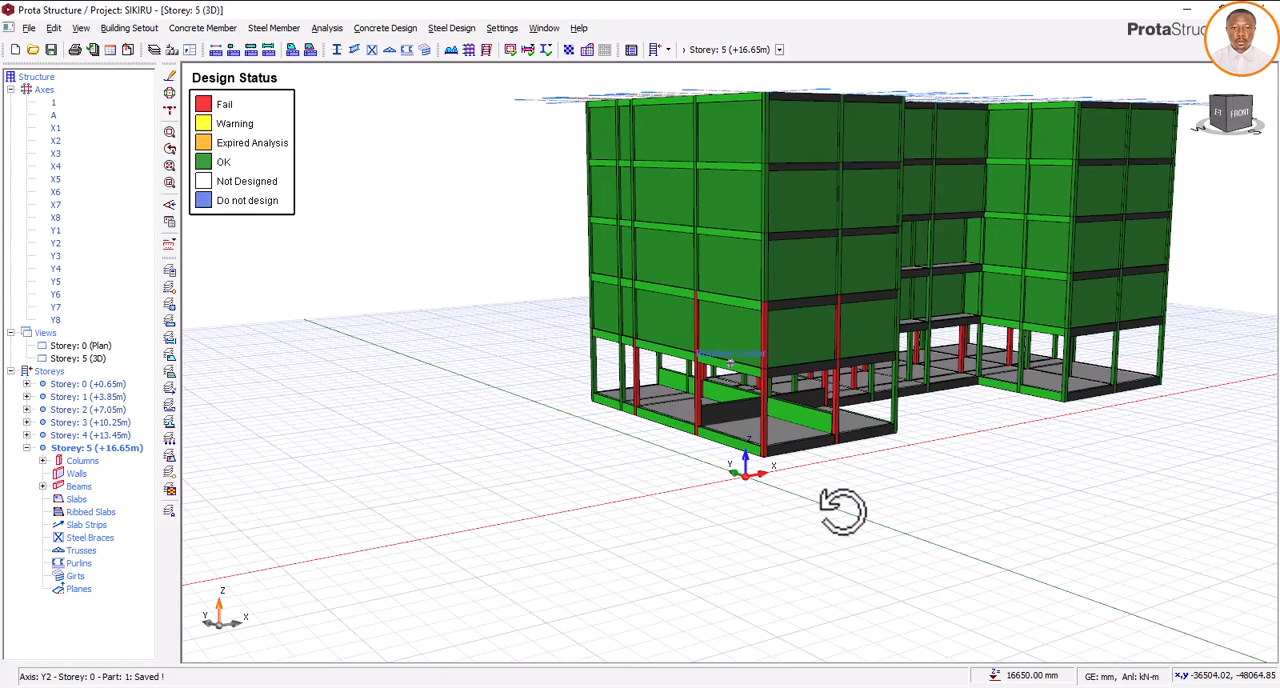 Prota Structure / Project: SIKIRU - [Storey: 5 (3D)]
File Edit View Building Setout Concrete Member Steel Member Analysis Concrete Design Steel Design Settings Window Help
ProtaStruc
Storey: 5 (+16.65m)
Structure
Axes
1
A
X1
X2
X3
X4
X5
X6
X7
X8
Y1
Y2
Y3
Y4
Y5
Y6
Y7
Y8
Views
Storey: 0 (Plan)
Storey: 5 (3D)
Storeys
Storey: 0 (+0.65m)
Storey: 1 (+3.85m)
Storey: 2 (+7.05m)
Storey: 3 (+10.25m)
Storey: 4 (+13.45m)
Storey: 5 (+16.65m)
Columns
Walls
Beams
Slabs
Ribbed Slabs
Slab Strips
Steel Braces
Trusses
Purlins
Girts
Planes
Design Status
Fail
Warning
Expired Analysis
OK
Not Designed
Do not design
FRONT
Z
Y X
Z
Y X
Axis: Y2 - Storey: 0 - Part: 1: Saved !
Z= 16650.00 mm
GE: mm, Anl: kN-m
x,y -36504.02, -48064.85